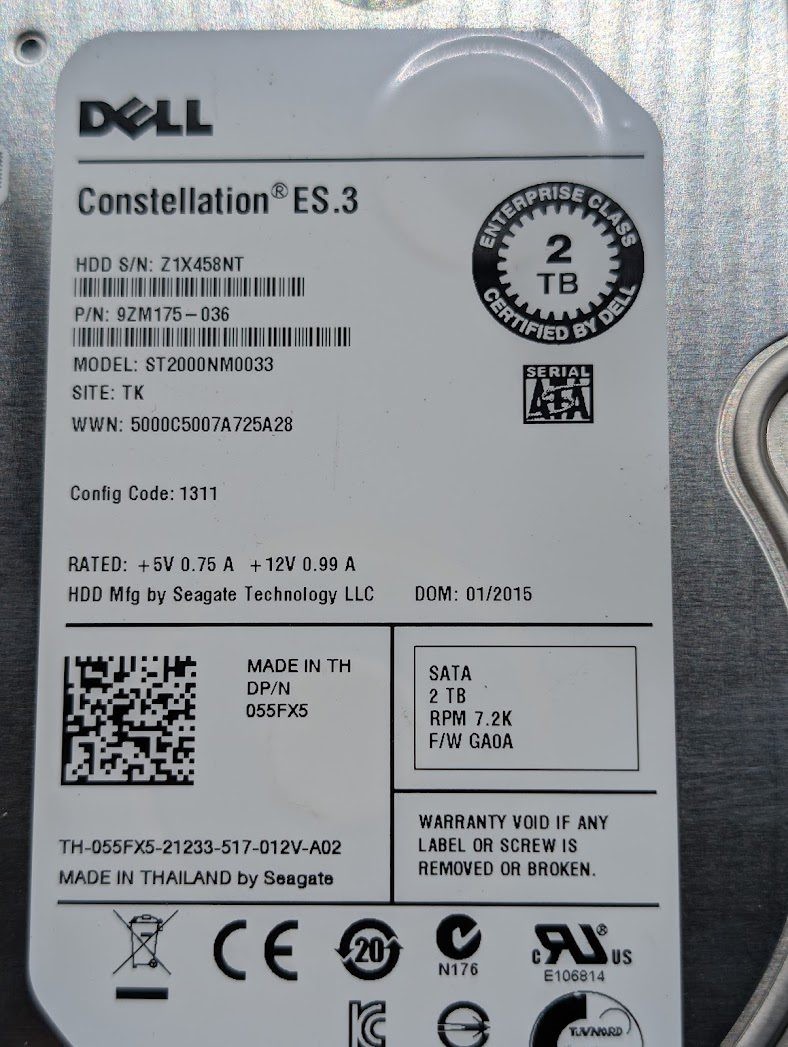 DELL
Constellation® ES.3
ENTERPRISE CLASS
2
TB
CERTIFIED BY DELL
HDD S/N: Z1X458NT
P/N: 9ZM175-036
MODEL: ST2000NM0033
SERIAL
ATA
SITE: TK
WWN: 5000C5007A725A28
Config Code: 1311
RATED: +5V 0.75 A +12V 0.99 A
HDD Mfg by Seagate Technology LLC DOM: 01/2015
MADE IN TH
DP/N
055FX5
SATA
2 TB
RPM 7.2K
F/W GA0A
TH-055FX5-21233-517-012V-A02
MADE IN THAILAND by Seagate
WARRANTY VOID IF ANY
LABEL OR SCREW IS
REMOVED OR BROKEN.
CE
20
N176
c RU® US
E106814
TUVNORD